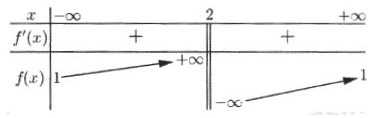 x −∞ 2 +∞
f′(x) + +
+∞
f(x) 1 1
−∞